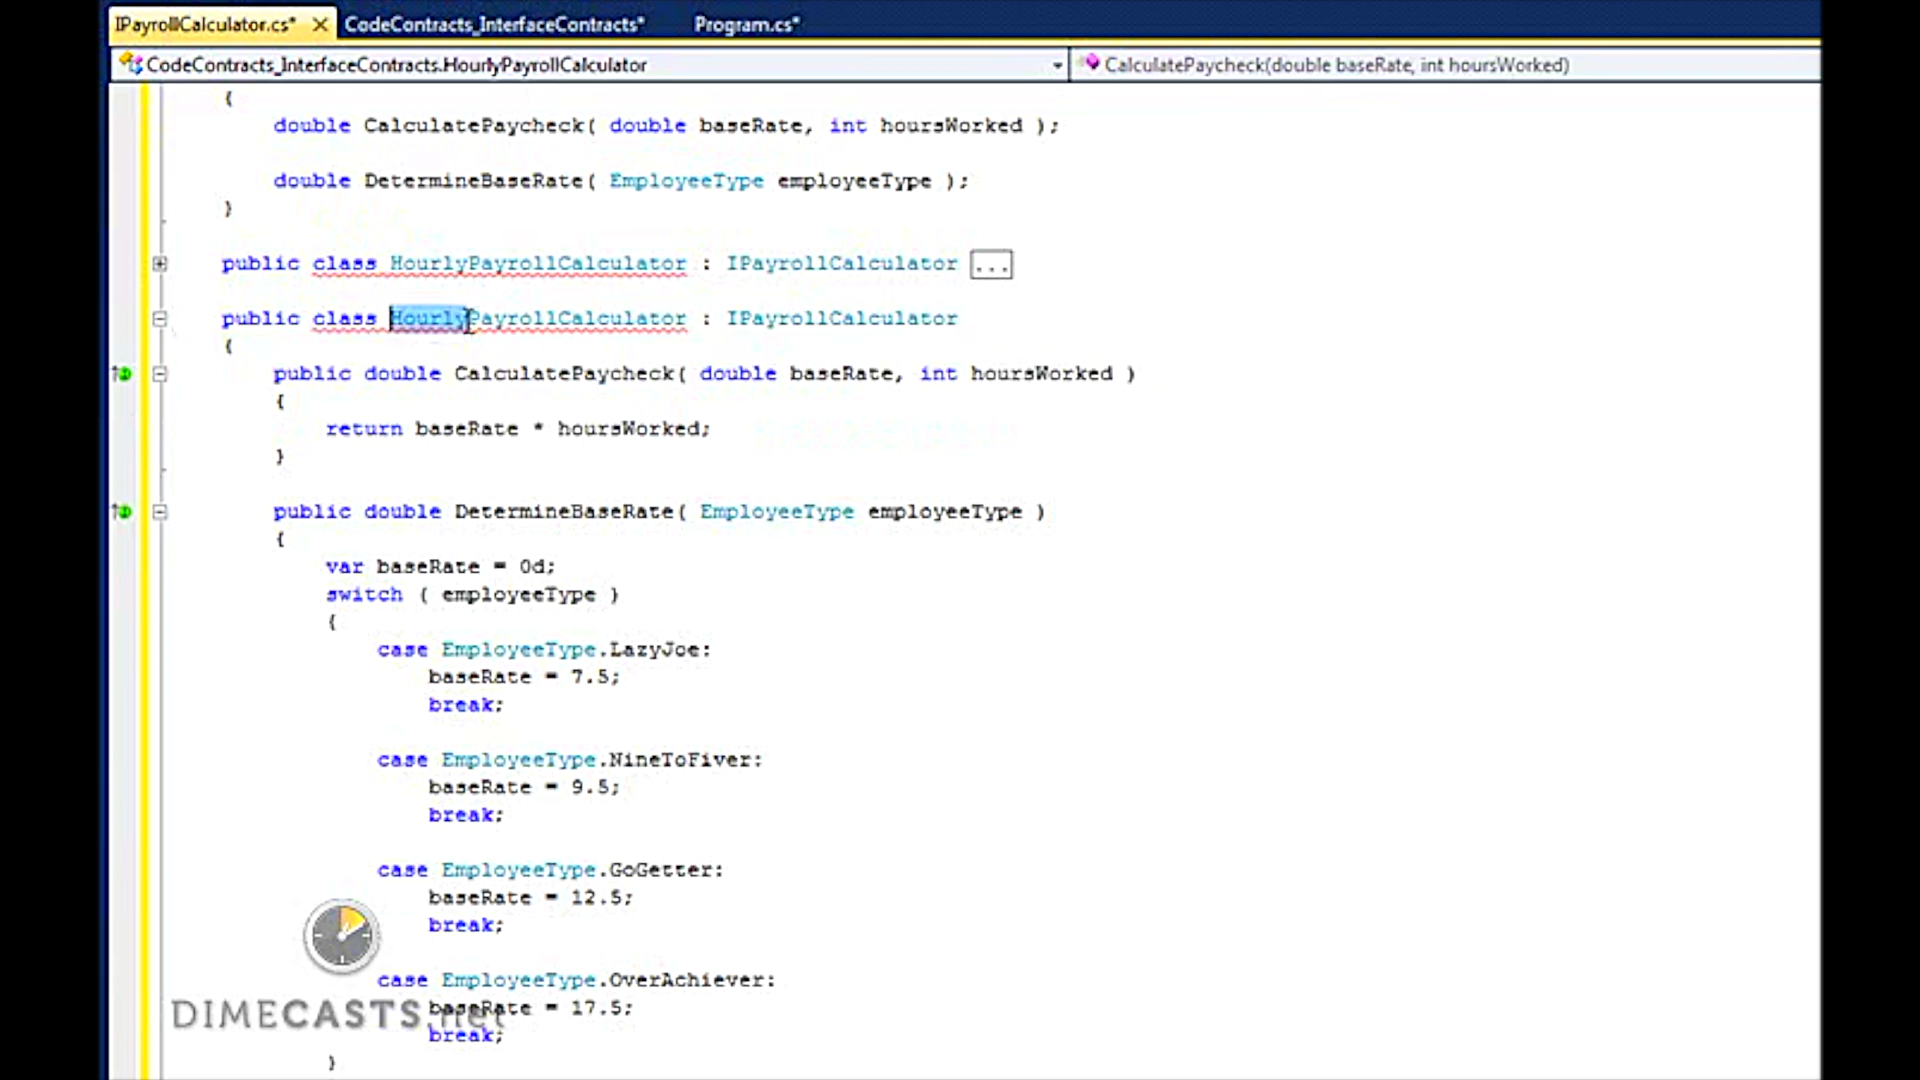 IPayrollCalculator.cs* CodeContracts_InterfaceContracts* Program.cs*
CodeContracts_InterfaceContracts.HourlyPayrollCalculator CalculatePaycheck(double baseRate, int hoursWorked)
{
double CalculatePaycheck( double baseRate, int hoursWorked );
double DetermineBaseRate( EmployeeType employeeType );
}
public class HourlyPayrollCalculator : IPayrollCalculator ...
public class HourlyPayrollCalculator : IPayrollCalculator
{
public double CalculatePaycheck( double baseRate, int hoursWorked )
{
return baseRate * hoursWorked;
}
public double DetermineBaseRate( EmployeeType employeeType )
{
var baseRate = 0d;
switch ( employeeType )
{
case EmployeeType.LazyJoe:
baseRate = 7.5;
break;
case EmployeeType.NineToFiver:
baseRate = 9.5;
break;
case EmployeeType.GoGetter:
baseRate = 12.5;
break;
case EmployeeType.OverAchiever:
baseRate = 17.5;
break;
}
DIMECASTS.net